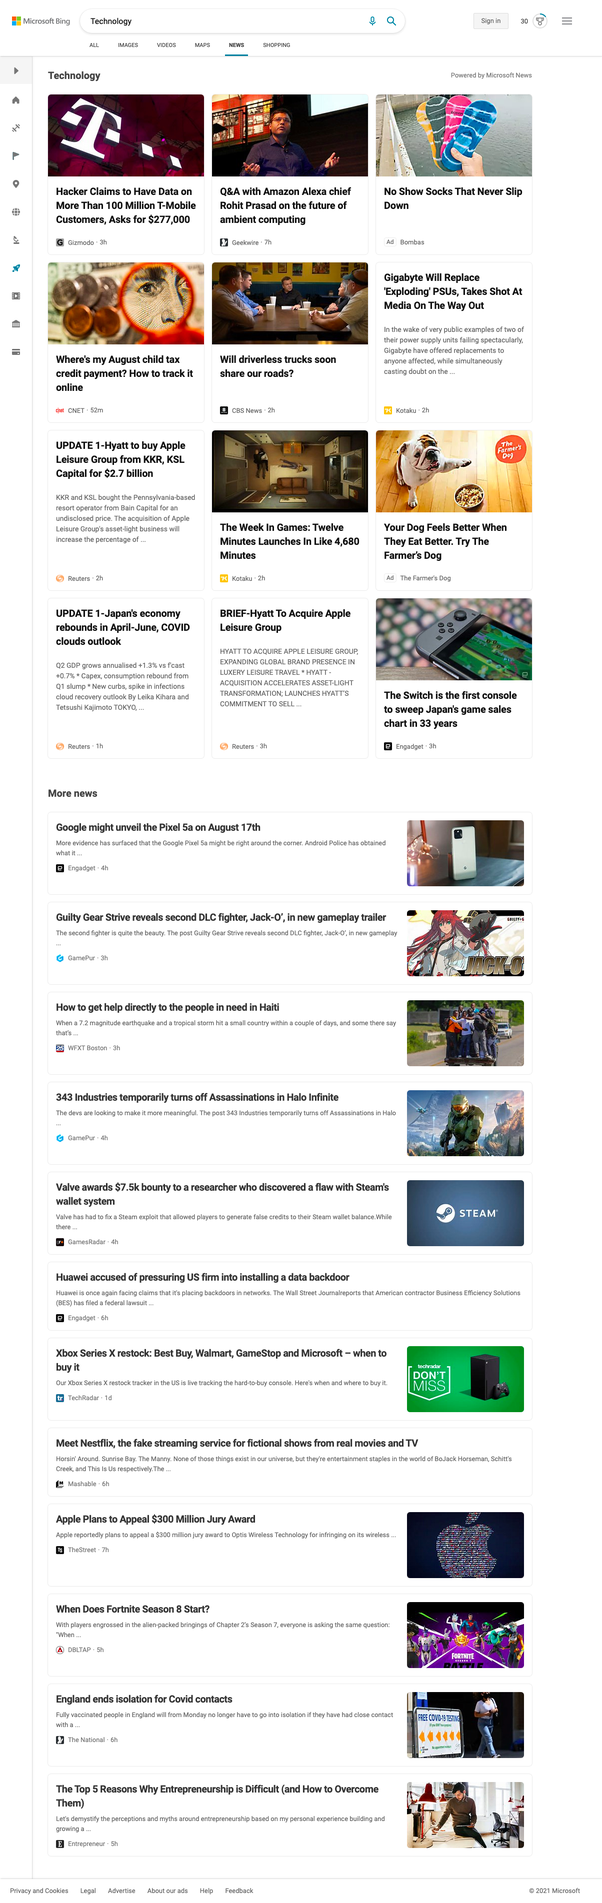 Microsoft Bing
Technology
Sign in
30
ALL
IMAGES
VIDEOS
MAPS
NEWS
SHOPPING
Technology
Powered by Microsoft News
Hacker Claims to Have Data on
More Than 100 Million T-Mobile
Customers, Asks for $277,000
Gizmodo · 3h
Q&A with Amazon Alexa chief
Rohit Prasad on the future of
ambient computing
Geekwire · 7h
No Show Socks That Never Slip
Down
Ad Bombas
Where's my August child tax
credit payment? How to track it
online
CNET · 52m
Will driverless trucks soon
share our roads?
CBS News · 2h
Gigabyte Will Replace
'Exploding' PSUs, Takes Shot At
Media On The Way Out
In the wake of very public examples of two of
their power supply units failing spectacularly,
Gigabyte have offered replacements to
anyone affected, while simultaneously
casting doubt on the ...
Kotaku · 2h
UPDATE 1-Hyatt to buy Apple
Leisure Group from KKR, KSL
Capital for $2.7 billion
KKR and KSL bought the Pennsylvania-based
resort operator from Bain Capital for an
undisclosed price. The acquisition of Apple
Leisure Group's asset-light business will
increase the percentage of ...
Reuters · 2h
The Week In Games: Twelve
Minutes Launches In Like 4,680
Minutes
Kotaku · 2h
The
Farmer's
Dog
Your Dog Feels Better When
They Eat Better. Try The
Farmer's Dog
Ad The Farmer's Dog
UPDATE 1-Japan's economy
rebounds in April-June, COVID
clouds outlook
Q2 GDP grows annualised +1.3% vs f'cast
+0.7% * Capex, consumption rebound from
Q1 slump * New curbs, spike in infections
cloud recovery outlook By Leika Kihara and
Tetsushi Kajimoto TOKYO, ...
Reuters · 1h
BRIEF-Hyatt To Acquire Apple
Leisure Group
HYATT TO ACQUIRE APPLE LEISURE GROUP,
EXPANDING GLOBAL BRAND PRESENCE IN
LUXERY LEISURE TRAVEL * HYATT -
ACQUISITION ACCELERATES ASSET-LIGHT
TRANSFORMATION; LAUNCHES HYATT'S
COMMITMENT TO SELL ...
Reuters · 3h
The Switch is the first console
to sweep Japan's game sales
chart in 33 years
Engadget · 3h
More news
Google might unveil the Pixel 5a on August 17th
More evidence has surfaced that the Google Pixel 5a might be right around the corner. Android Police has obtained
what it ...
Engadget · 4h
Guilty Gear Strive reveals second DLC fighter, Jack-O', in new gameplay trailer
The second fighter is quite the beauty. The post Guilty Gear Strive reveals second DLC fighter, Jack-O', in new gameplay
...
GamePur · 3h
JACK-O
How to get help directly to the people in need in Haiti
When a 7.2 magnitude earthquake and a tropical storm hit a small country within a couple of days, and some there say
that's ...
WFXT Boston · 3h
343 Industries temporarily turns off Assassinations in Halo Infinite
The devs are looking to make it more meaningful. The post 343 Industries temporarily turns off Assassinations in Halo
...
GamePur · 4h
Valve awards $7.5k bounty to a researcher who discovered a flaw with Steam's
wallet system
Valve has had to fix a Steam exploit that allowed players to generate false credits to their Steam wallet balance.While
there ...
GamesRadar · 4h
STEAM
Huawei accused of pressuring US firm into installing a data backdoor
Huawei is once again facing claims that it's placing backdoors in networks. The Wall Street Journalreports that American contractor Business Efficiency Solutions
(BES) has filed a federal lawsuit ...
Engadget · 6h
Xbox Series X restock: Best Buy, Walmart, GameStop and Microsoft – when to
buy it
Our Xbox Series X restock tracker in the US is live tracking the hard-to-buy console. Here's when and where to buy it.
TechRadar · 1d
techradar
DON'T
MISS
Meet Nestflix, the fake streaming service for fictional shows from real movies and TV
Horsin' Around. Sunrise Bay. The Manny. None of those things exist in our universe, but they're entertainment staples in the world of BoJack Horseman, Schitt's
Creek, and This Is Us respectively.The ...
Mashable · 6h
Apple Plans to Appeal $300 Million Jury Award
Apple reportedly plans to appeal a $300 million jury award to Optis Wireless Technology for infringing on its wireless ...
TheStreet · 7h
When Does Fortnite Season 8 Start?
With players engrossed in the alien-packed bringings of Chapter 2's Season 7, everyone is asking the same question:
"When ...
DBLTAP · 5h
FORTNITE
BATTLE
England ends isolation for Covid contacts
Fully vaccinated people in England will from Monday no longer have to go into isolation if they have had close contact
with a ...
The National · 6h
FREE COVID-19 TESTING
The Top 5 Reasons Why Entrepreneurship is Difficult (and How to Overcome
Them)
Let's demystify the perceptions and myths around entrepreneurship based on my personal experience building and
growing a ...
Entrepreneur · 5h
Privacy and Cookies
Legal
Advertise
About our ads
Help
Feedback
© 2021 Microsoft